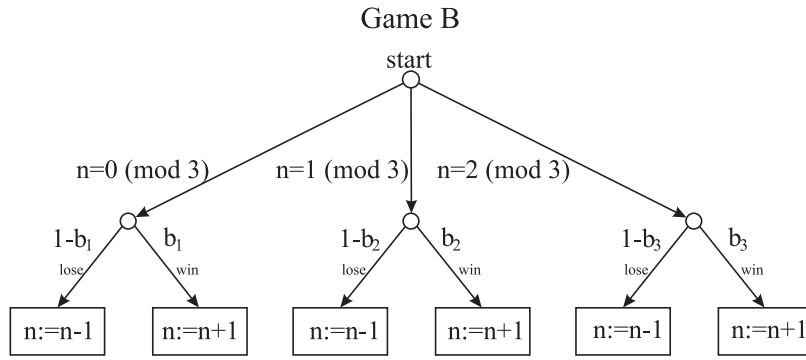 Game B
start
n=0 (mod 3) n=1 (mod 3) n=2 (mod 3)
1-b₁ b₁ 1-b₂ b₂ 1-b₃ b₃
lose win lose win lose win
n:=n-1 n:=n+1 n:=n-1 n:=n+1 n:=n-1 n:=n+1